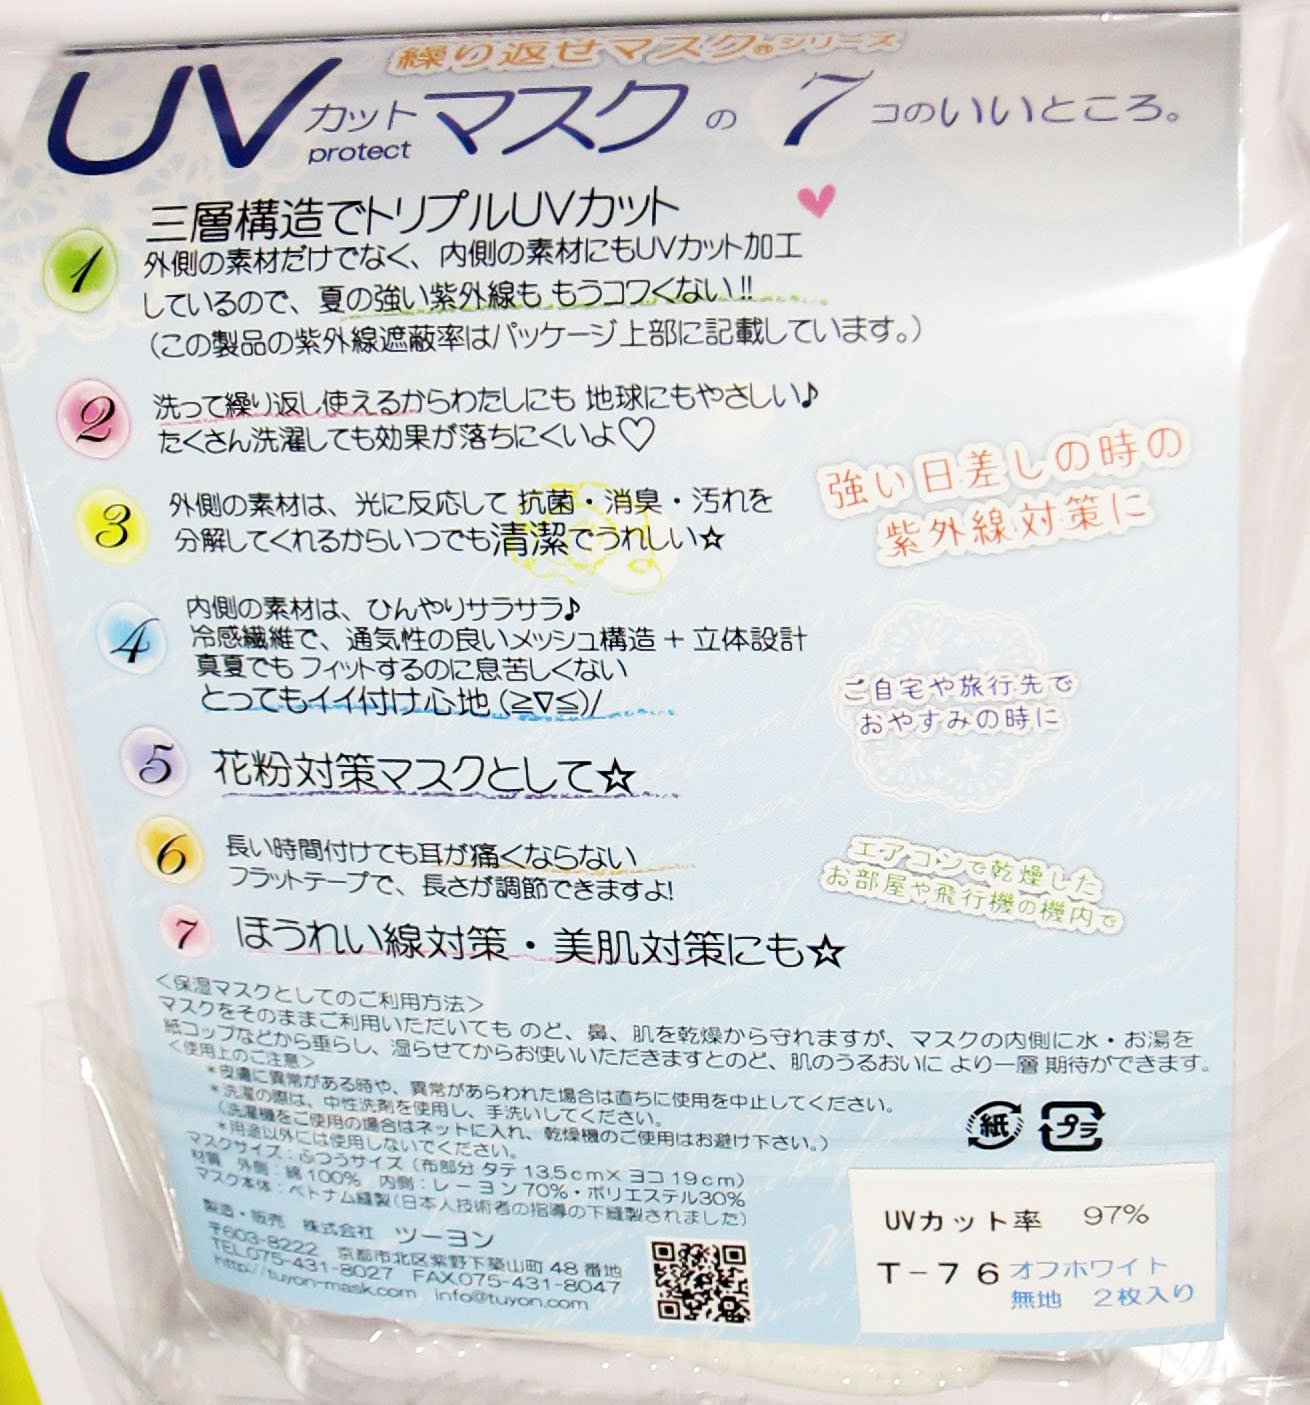 繰り返せマスク®シリーズ
UVカットprotectマスクの7コのいいところ。
1 三層構造でトリプルUVカット
外側の素材だけでなく、内側の素材にもUVカット加工
しているので、夏の強い紫外線も もうコワくない!!
（この製品の紫外線遮蔽率はパッケージ上部に記載しています。）
2 洗って繰り返し使えるからわたしにも 地球にもやさしい♪
たくさん洗濯しても効果が落ちにくいよ♡
3 外側の素材は、光に反応して 抗菌・消臭・汚れを
分解してくれるからいつでも清潔でうれしい☆
4 内側の素材は、ひんやりサラサラ♪
冷感繊維で、通気性の良いメッシュ構造 + 立体設計
真夏でも フィットするのに息苦しくない
とってもイイ付け心地 (≧∇≦)/
5 花粉対策マスクとして☆
6 長い時間付けても耳が痛くならない
フラットテープで、長さが調節できますよ!
7 ほうれい線対策・美肌対策にも☆
強い日差しの時の
紫外線対策に
ご自宅や旅行先で
おやすみの時に
エアコンで乾燥した
お部屋や飛行機の機内で
＜保湿マスクとしてのご利用方法＞
マスクをそのままご利用いただいても のど、鼻、肌を乾燥から守れますが、マスクの内側に水・お湯を
紙コップなどから垂らし、湿らせてからお使いいただきますとのど、肌のうるおいに より一層 期待ができます。
＜使用上のご注意＞
*皮膚に異常がある時や、異常があらわれた場合は直ちに使用を中止してください。
*洗濯の際は、中性洗剤を使用し、手洗いしてください。
（洗濯機をご使用の場合はネットに入れ、乾燥機のご使用はお避け下さい。）
*用途以外には使用しないでください。
マスクサイズ：ふつうサイズ（布部分 タテ 13.5cm× ヨコ 19cm）
材質 外側：綿 100% 内側：レーヨン 70%・ポリエステル30%
マスク本体：ベトナム縫製（日本人技術者の指導の下縫製されました）
製造・販売 株式会社 ツーヨン
〒603-8222 京都市北区紫野下築山町 48 番地
TEL.075-431-8027 FAX.075-431-8047
http://tuyon-mask.com info@tuyon.com
紙 プラ
UVカット率 97%
T-76 オフホワイト
無地 2枚入り